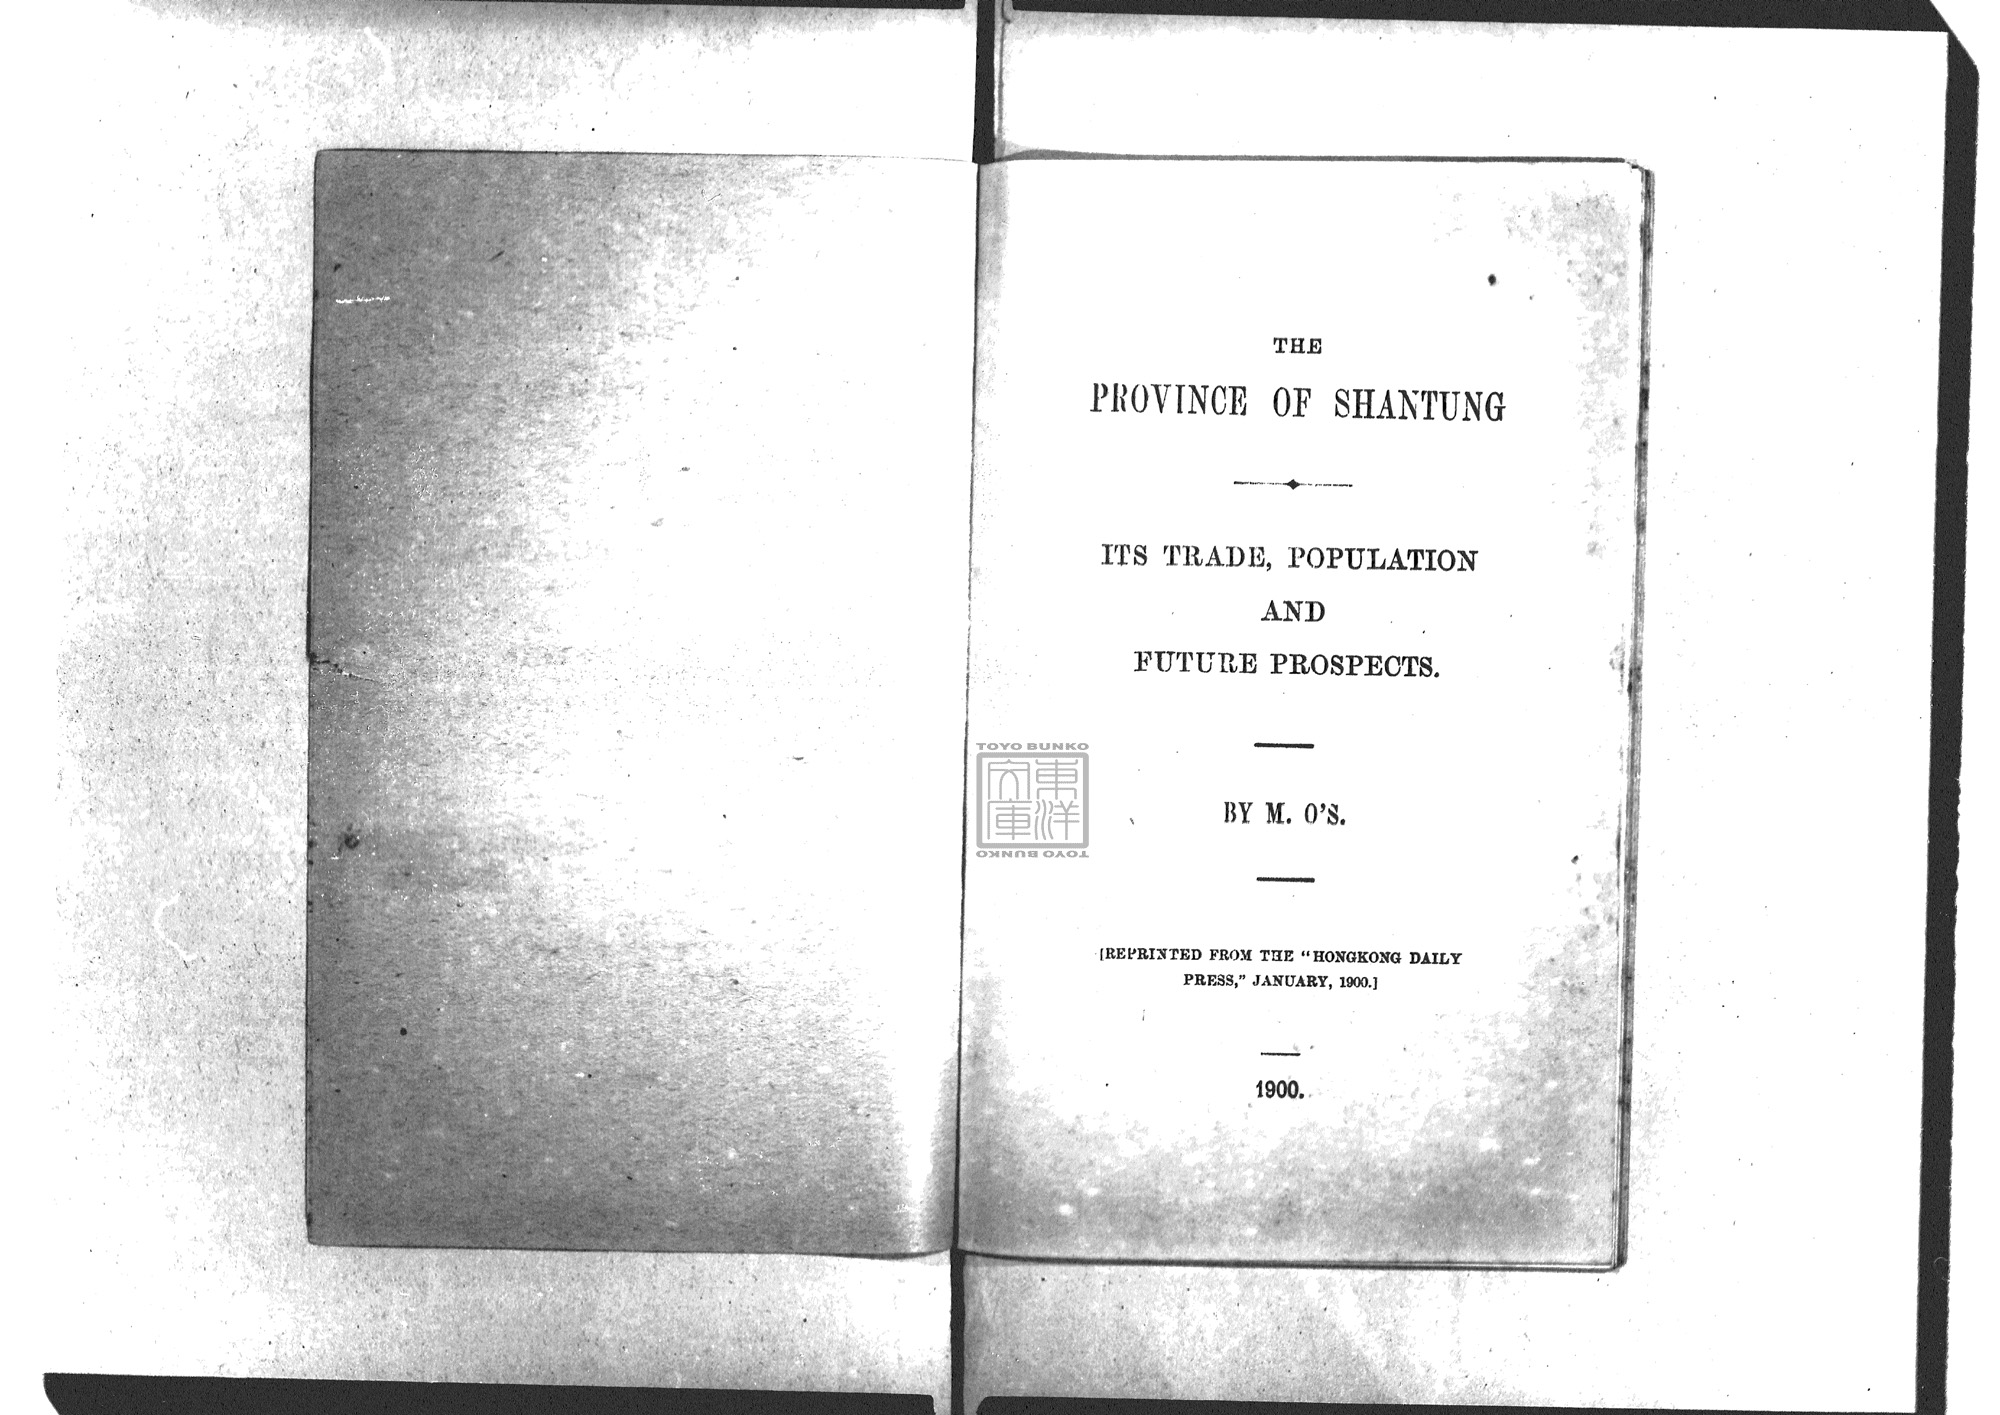 THE
PROVINCE OF SHANTUNG
ITS TRADE, POPULATION
AND
FUTURE PROSPECTS.
BY M. O'S.
[REPRINTED FROM THE "HONGKONG DAILY
PRESS," JANUARY, 1900.]
1900.
TOYO BUNKO
東洋
文庫
TOYO BUNKO